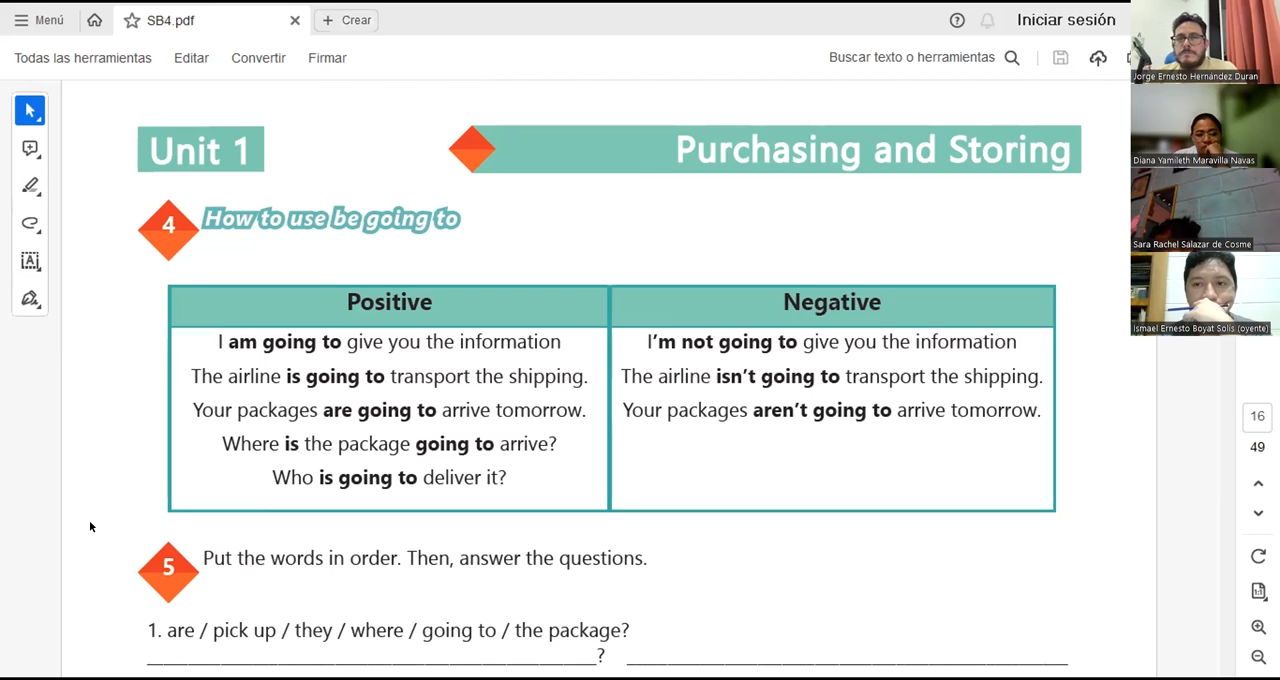 Menú
SB4.pdf
Crear
Iniciar sesión
Todas las herramientas
Editar
Convertir
Firmar
Buscar texto o herramientas
Jorge Ernesto Hernández Duran
Diana Yamileth Maravilla Navas
Sara Rachel Salazar de Cosme
Ismael Ernesto Boyat Solis (oyente)
Unit 1
Purchasing and Storing
4 How to use be going to
Positive
I am going to give you the information
The airline is going to transport the shipping.
Your packages are going to arrive tomorrow.
Where is the package going to arrive?
Who is going to deliver it?
Negative
I'm not going to give you the information
The airline isn't going to transport the shipping.
Your packages aren't going to arrive tomorrow.
5 Put the words in order. Then, answer the questions.
1. are / pick up / they / where / going to / the package?
?
16
49